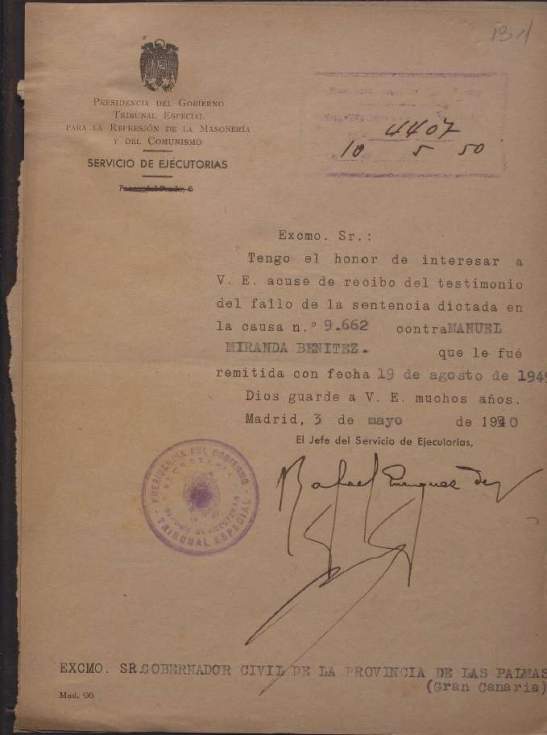 PRESIDENCIA DEL GOBIERNO
TRIBUNAL ESPECIAL
PARA LA REPRESIÓN DE LA MASONERÍA
Y DEL COMUNISMO
SERVICIO DE EJECUTORIAS
4407
10 5 50
Excmo. Sr.:
Tengo el honor de interesar a
V. E. acuse de recibo del testimonio
del fallo de la sentencia dictada en
la causa n.º 9.662 contra MANUEL
MIRANDA BENITEZ. que le fué
remitida con fecha 19 de agosto de 1949
Dios guarde a V. E. muchos años.
Madrid, 3 de mayo de 1950
El Jefe del Servicio de Ejecutorias,
Rafael
PRESIDENCIA DEL GOBIERNO
TRIBUNAL ESPECIAL
EXCMO. SR.GOBERNADOR CIVIL DE LA PROVINCIA DE LAS PALMAS
(Gran Canaria)
Mod. 90